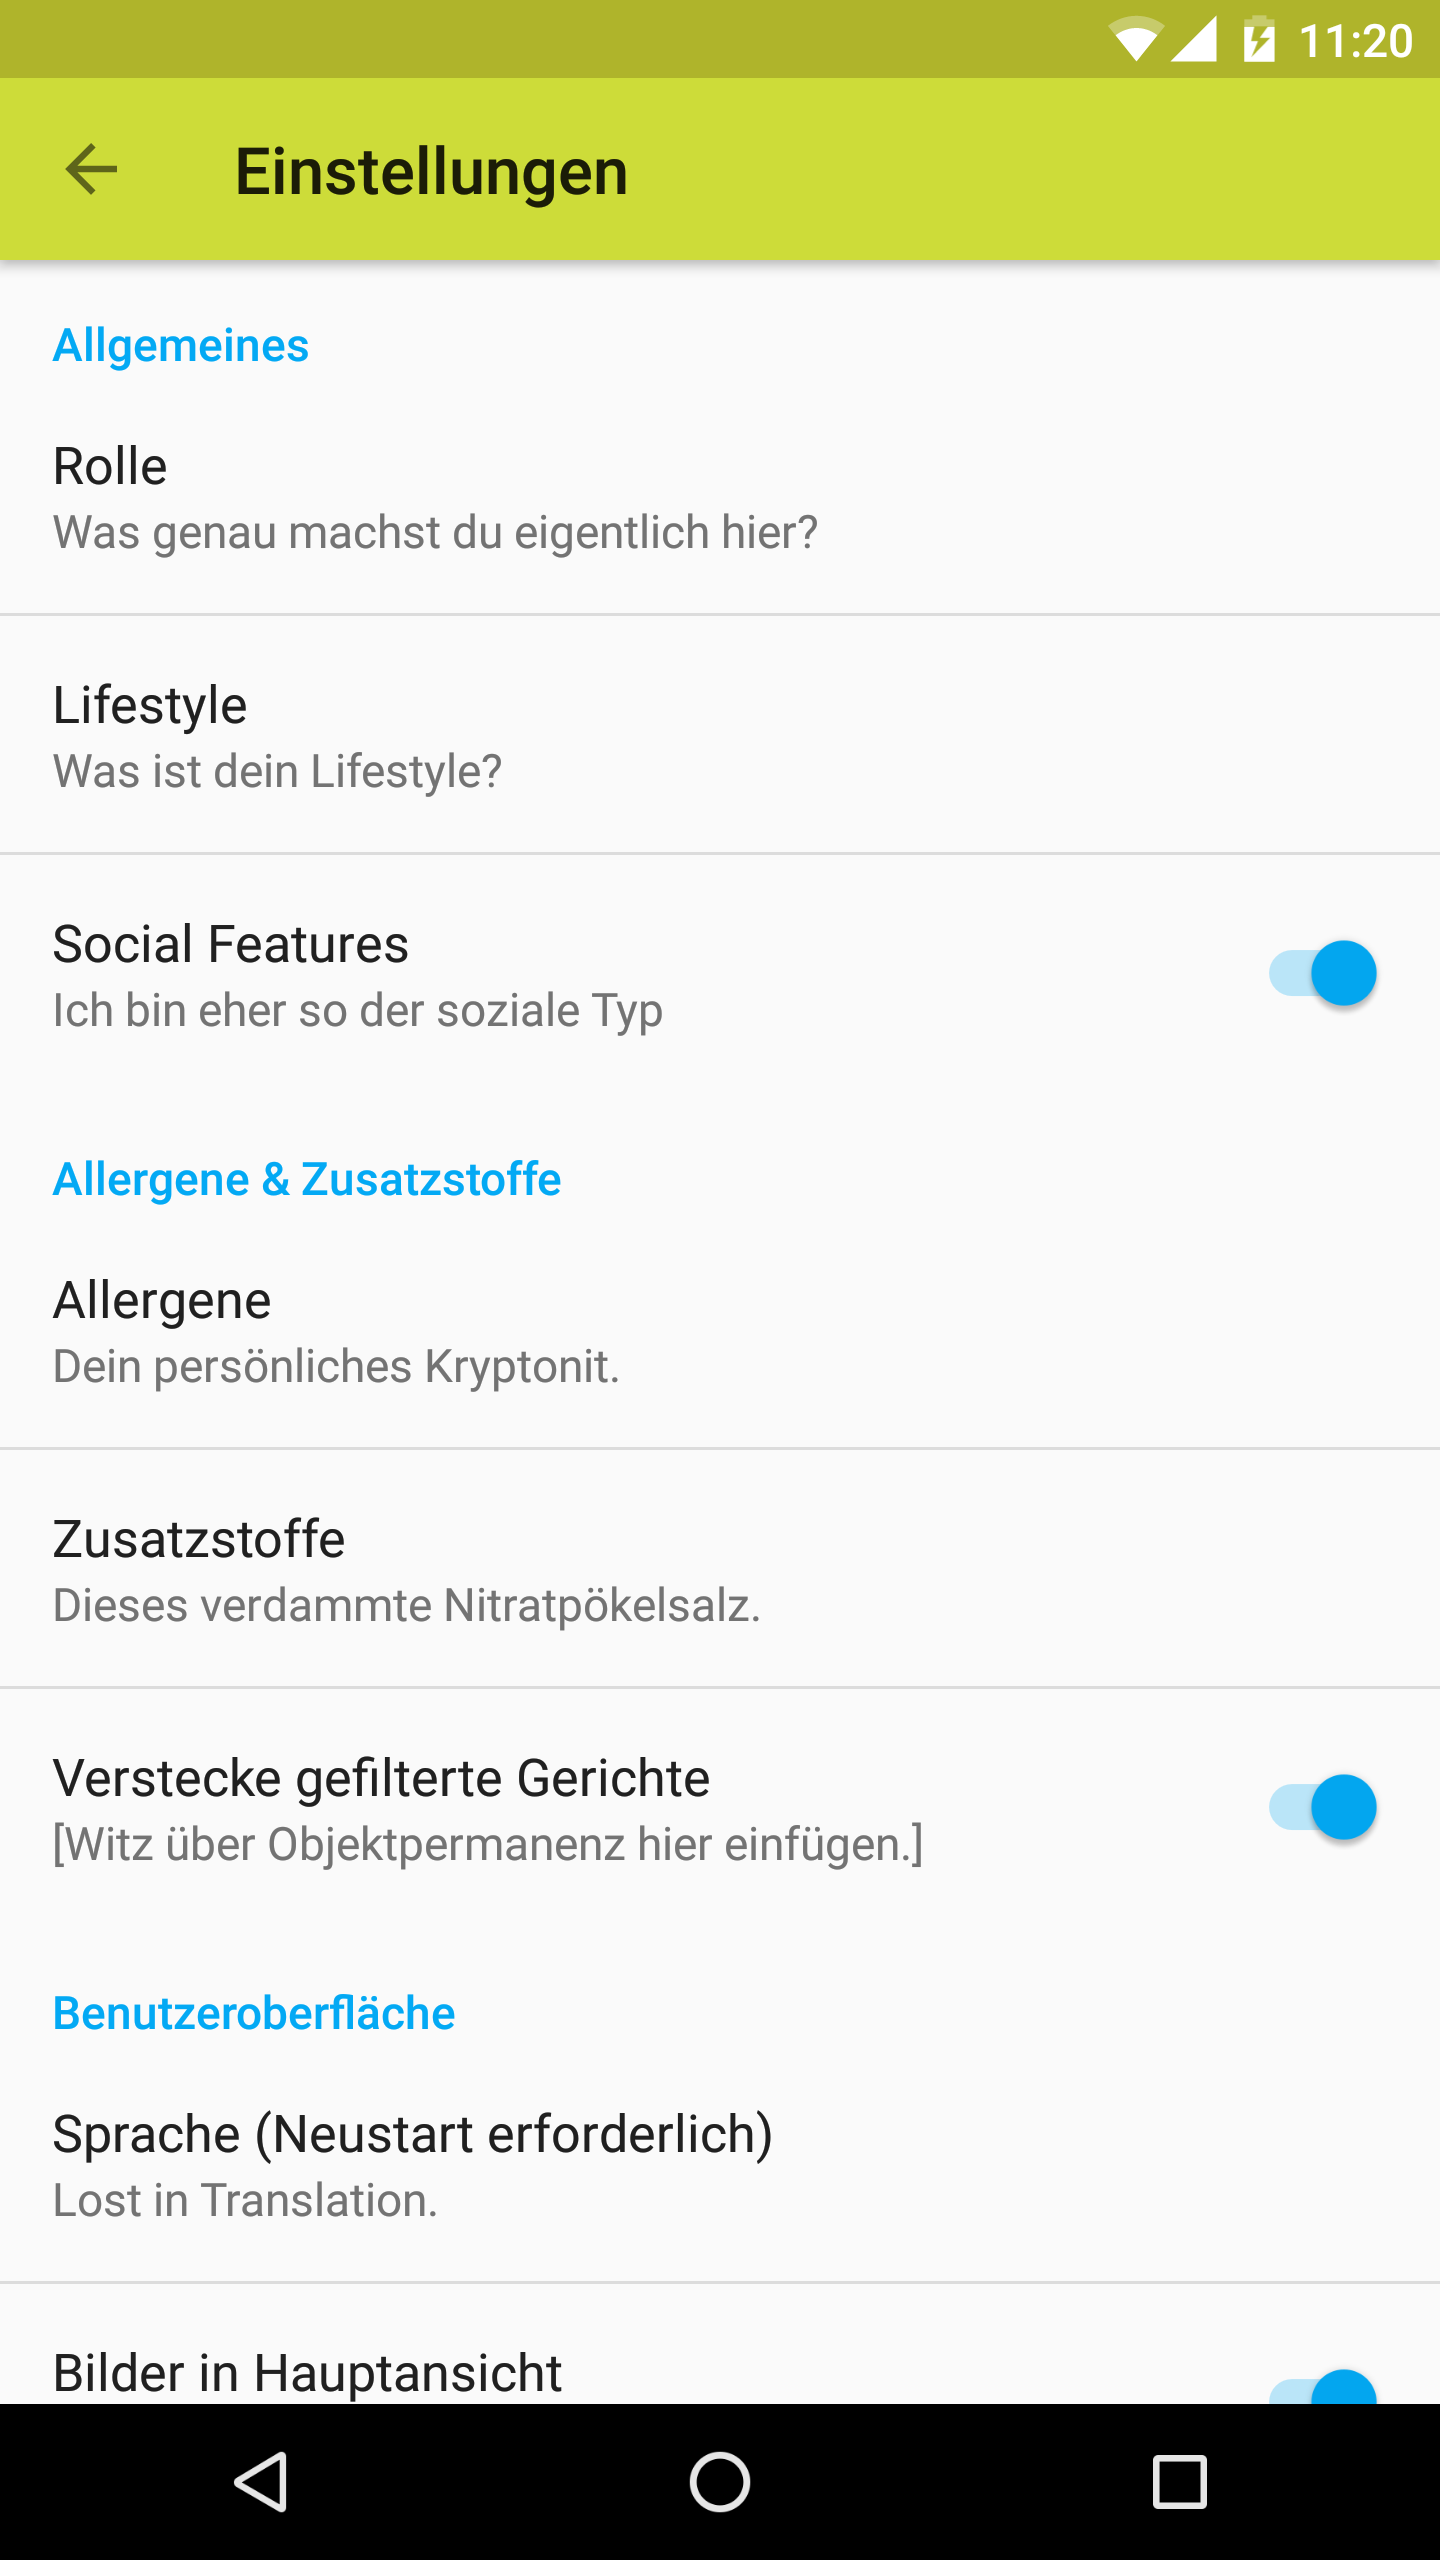 11:20
Einstellungen
Allgemeines
Rolle
Was genau machst du eigentlich hier?
Lifestyle
Was ist dein Lifestyle?
Social Features
Ich bin eher so der soziale Typ
Allergene & Zusatzstoffe
Allergene
Dein persönliches Kryptonit.
Zusatzstoffe
Dieses verdammte Nitratpökelsalz.
Verstecke gefilterte Gerichte
[Witz über Objektpermanenz hier einfügen.]
Benutzeroberfläche
Sprache (Neustart erforderlich)
Lost in Translation.
Bilder in Hauptansicht